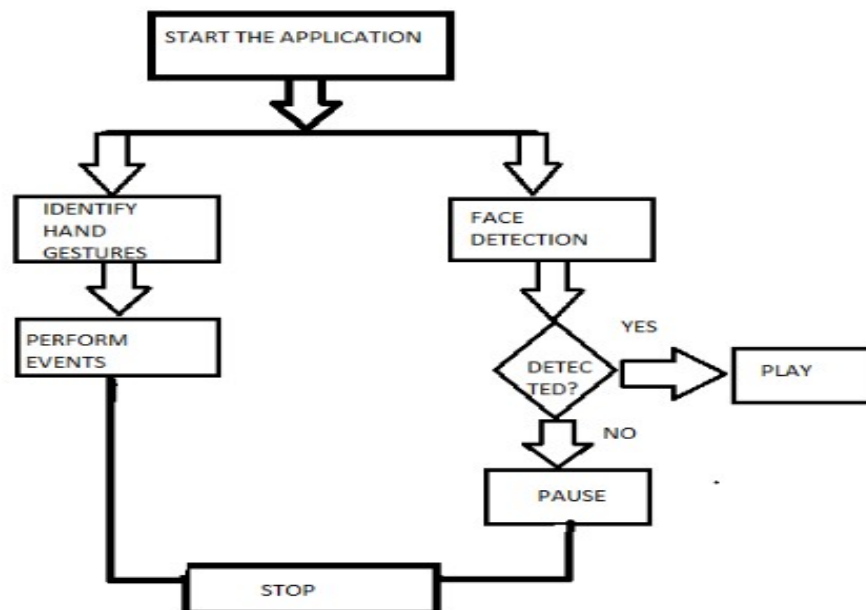 START THE APPLICATION
IDENTIFY
HAND
GESTURES
FACE
DETECTION
PERFORM
EVENTS
YES
DETEC
TED?
PLAY
NO
PAUSE
STOP